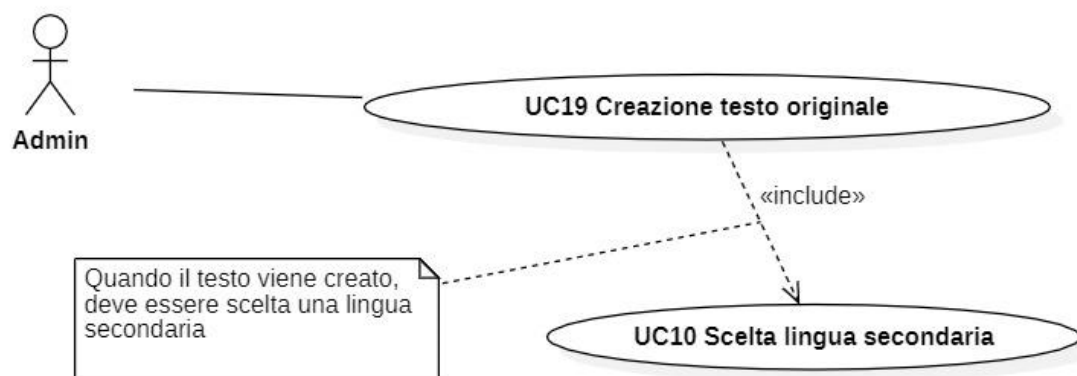 UC19 Creazione testo originale
Admin
«include»
Quando il testo viene creato,
deve essere scelta una lingua
secondaria
UC10 Scelta lingua secondaria